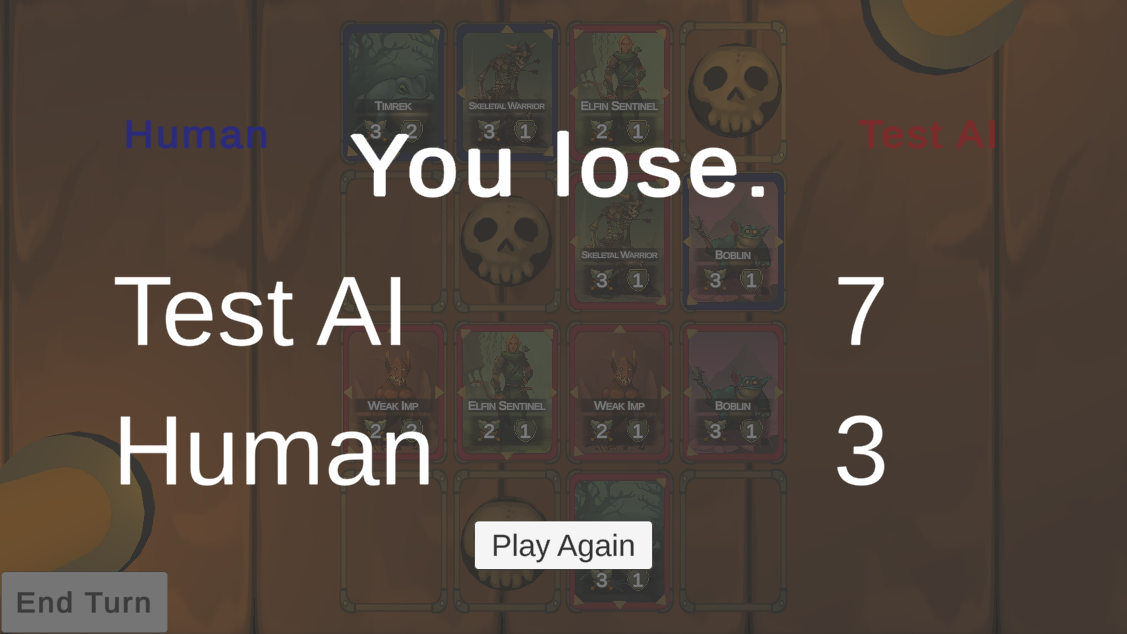 Timrek
Skeletal Warrior
Elfin Sentinel
3 2
3 1
2 1
Human
Test AI
You lose.
Skeletal Warrior
Boblin
3 1
3 1
Test AI
7
Weak Imp
Elfin Sentinel
Weak Imp
Boblin
2
2 1
2 1
3 1
Human
3
Play Again
3 1
End Turn